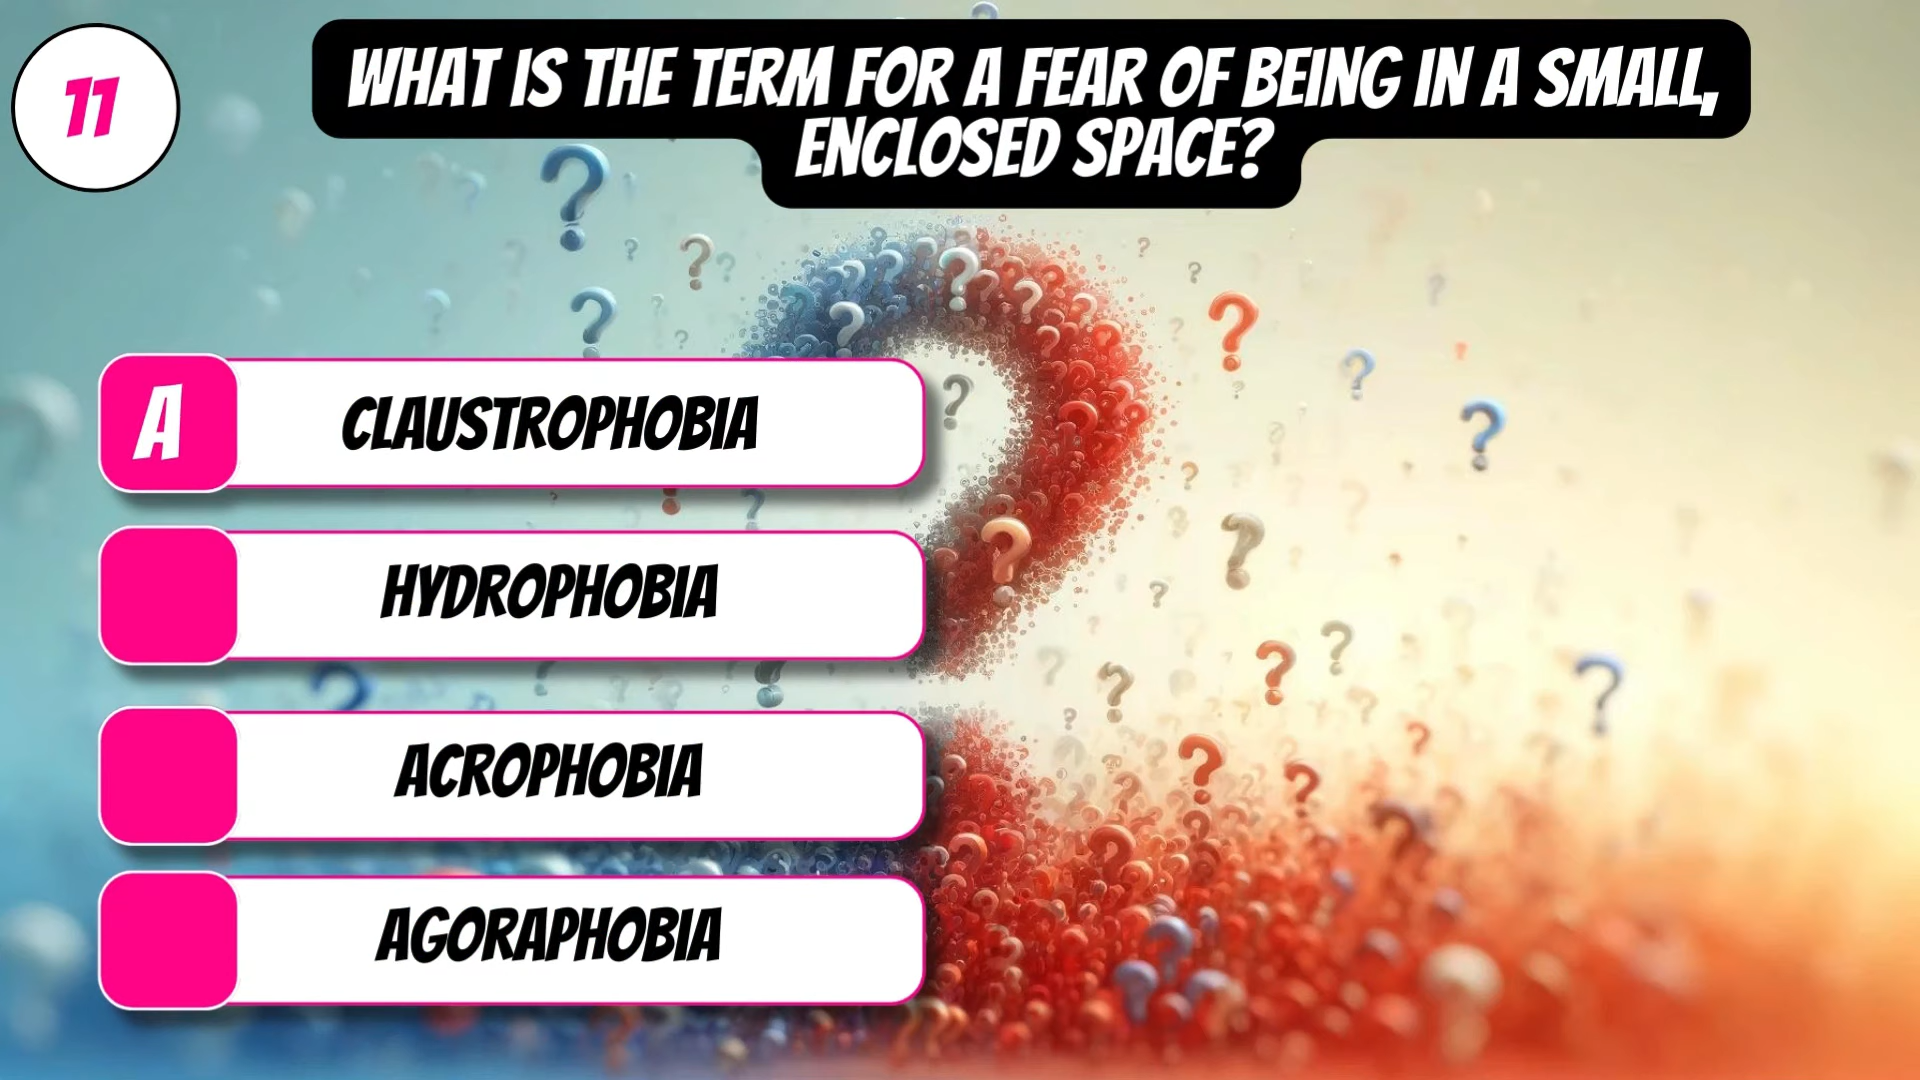 11
WHAT IS THE TERM FOR A FEAR OF BEING IN A SMALL,
ENCLOSED SPACE?
A
CLAUSTROPHOBIA
HYDROPHOBIA
ACROPHOBIA
AGORAPHOBIA